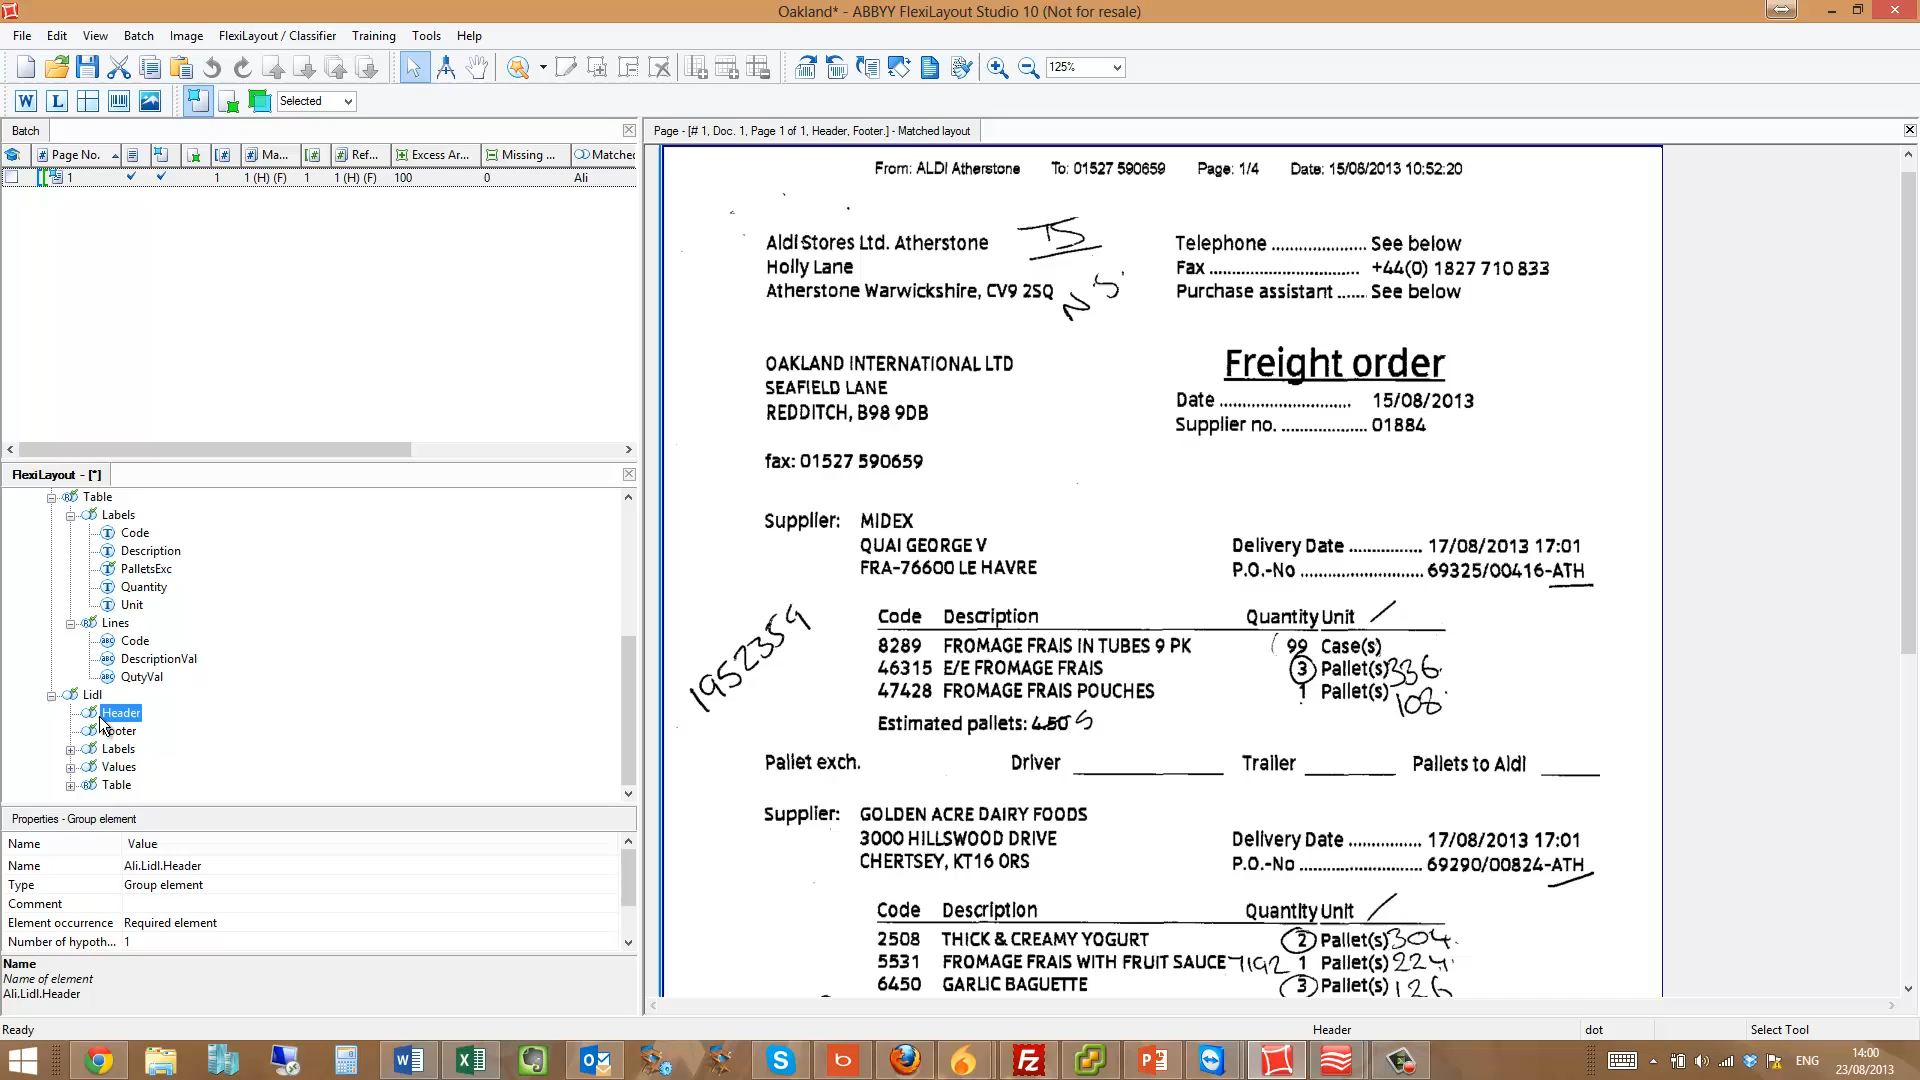 Oakland* - ABBYY FlexiLayout Studio 10 (Not for resale)
File Edit View Batch Image FlexiLayout / Classifier Training Tools Help
125%
W L Selected
Batch
Page No. Ma... Ref... Excess Ar... Missing ... Matched
1 1 1 (H) (F) 1 1 (H) (F) 100 0 Ali
FlexiLayout - [*]
Table
Labels
Code
Description
PalletsExc
Quantity
Unit
Lines
Code
DescriptionVal
QutyVal
Lidl
Header
Footer
Labels
Values
Table
Properties - Group element
Name Value
Name Ali.Lidl.Header
Type Group element
Comment
Element occurrence Required element
Number of hypoth... 1
Name
Name of element
Ali.Lidl.Header
Page - [# 1, Doc. 1, Page 1 of 1, Header, Footer.] - Matched layout
From: ALDI Atherstone To: 01527 590659 Page: 1/4 Date: 15/08/2013 10:52:20
Aldi Stores Ltd. Atherstone
Holly Lane
Atherstone Warwickshire, CV9 2SQ
Telephone .................... See below
Fax ................................ +44(0) 1827 710 833
Purchase assistant ...... See below
OAKLAND INTERNATIONAL LTD
SEAFIELD LANE
REDDITCH, B98 9DB
fax: 01527 590659
Freight order
Date ............................ 15/08/2013
Supplier no. .................. 01884
Supplier: MIDEX
QUAI GEORGE V
FRA-76600 LE HAVRE
Delivery Date ............... 17/08/2013 17:01
P.O.-No ......................... 69325/00416-ATH
1952359
Code Description Quantity Unit
8289 FROMAGE FRAIS IN TUBES 9 PK 99 Case(s)
46315 E/E FROMAGE FRAIS 3 Pallet(s) 336
47428 FROMAGE FRAIS POUCHES 1 Pallet(s) 108
Estimated pallets: 4.50 5
Pallet exch. Driver Trailer Pallets to Aldi
Supplier: GOLDEN ACRE DAIRY FOODS
3000 HILLSWOOD DRIVE
CHERTSEY, KT16 0RS
Delivery Date ............... 17/08/2013 17:01
P.O.-No ......................... 69290/00824-ATH
Code Description Quantity Unit
2508 THICK & CREAMY YOGURT 2 Pallet(s) 304
5531 FROMAGE FRAIS WITH FRUIT SAUCE 7192 1 Pallet(s) 224
6450 GARLIC BAGUETTE 3 Pallet(s) 126
Ready Header dot Select Tool
ENG 14:00
23/08/2013